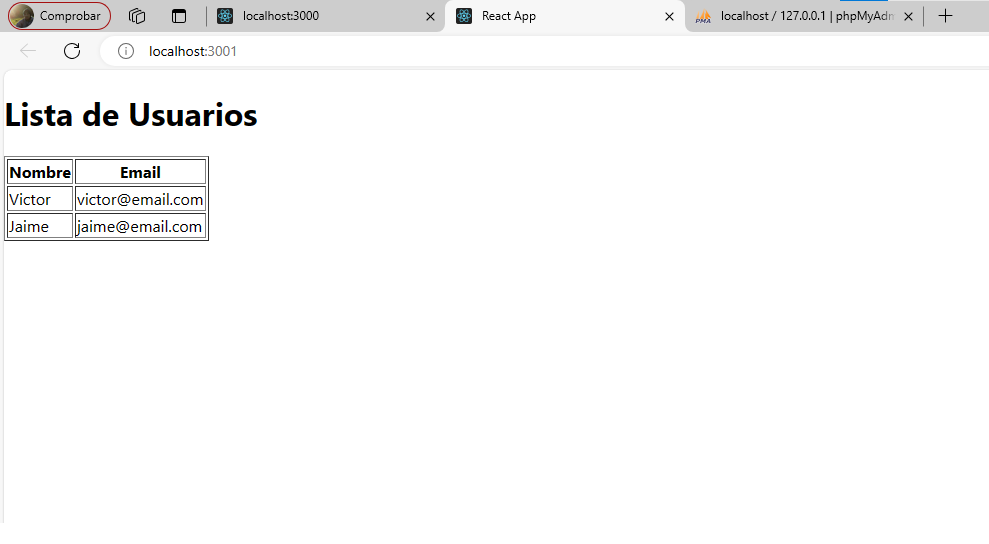 Comprobar
localhost:3000
React App
PMA
localhost / 127.0.0.1 | phpMyAdm
localhost:3001
Lista de Usuarios
Nombre Email
Victor victor@email.com
Jaime jaime@email.com